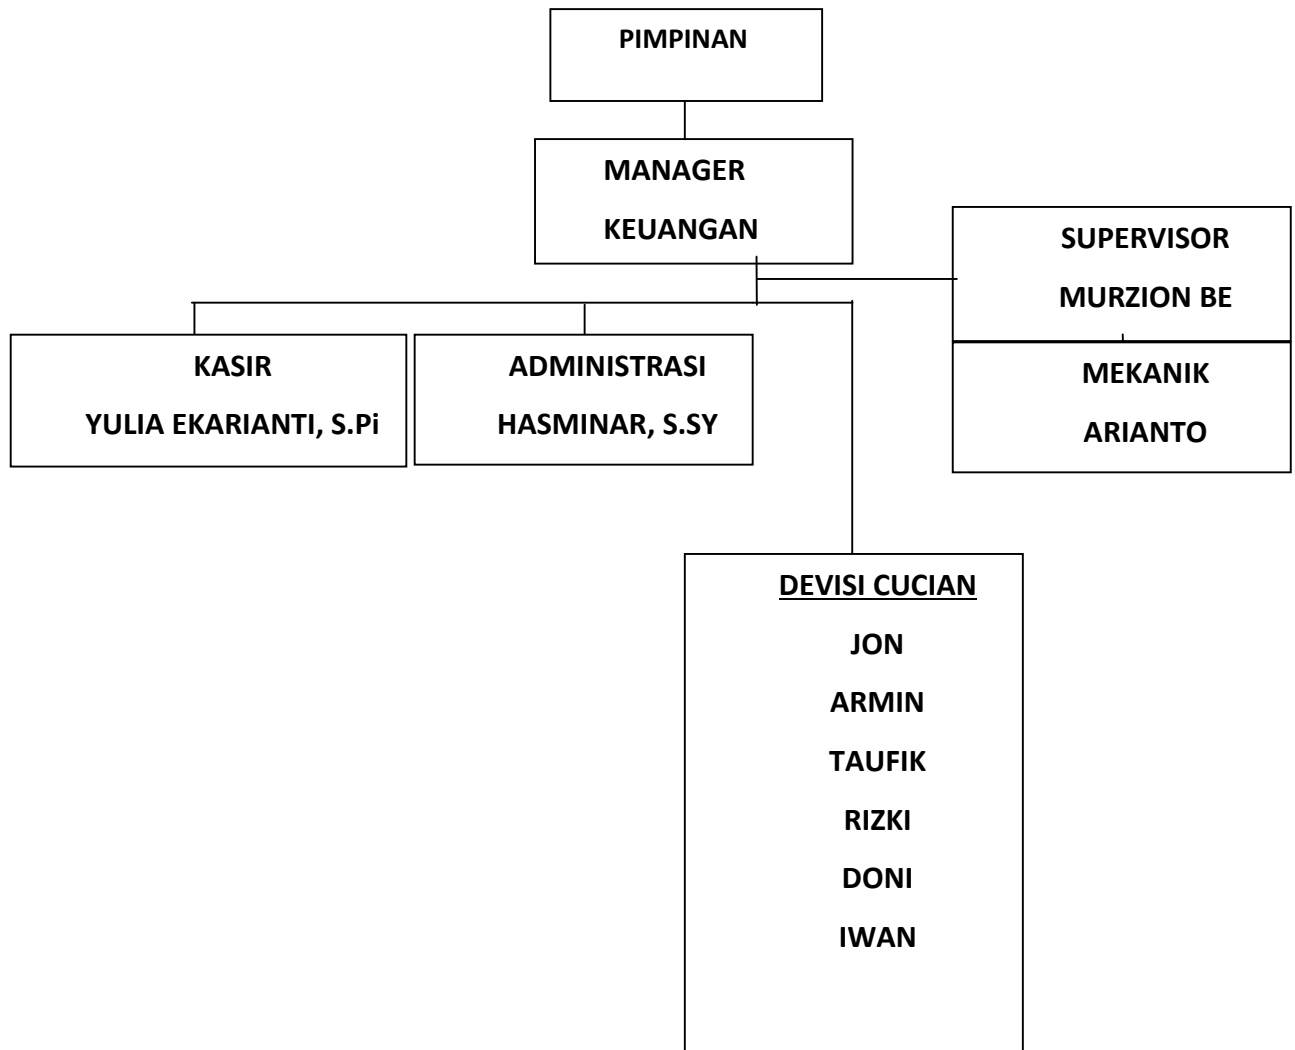 PIMPINAN
MANAGER
KEUANGAN
SUPERVISOR
MURZION BE
KASIR
YULIA EKARIANTI, S.Pi
ADMINISTRASI
HASMINAR, S.SY
MEKANIK
ARIANTO
DEVISI CUCIAN
JON
ARMIN
TAUFIK
RIZKI
DONI
IWAN